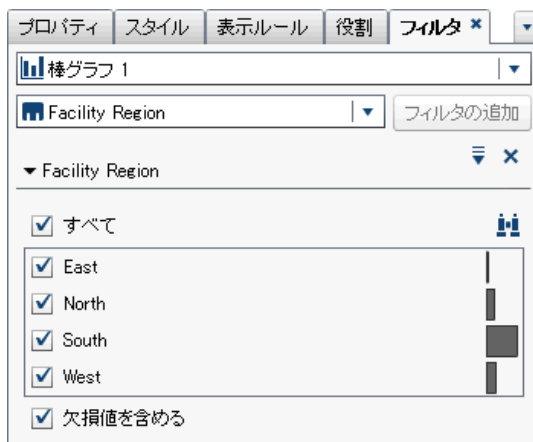 プロパティ スタイル 表示ルール 役割 フィルタ
棒グラフ 1
Facility Region フィルタの追加
Facility Region
すべて
East
North
South
West
欠損値を含める